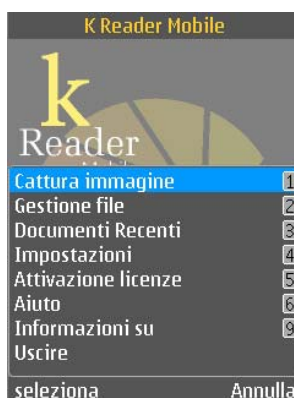 K Reader Mobile
k
Reader
Mobile
Cattura immagine 1
Gestione file 2
Documenti Recenti 3
Impostazioni 4
Attivazione licenze 5
Aiuto 6
Informazioni su 9
Uscire
seleziona Annulla